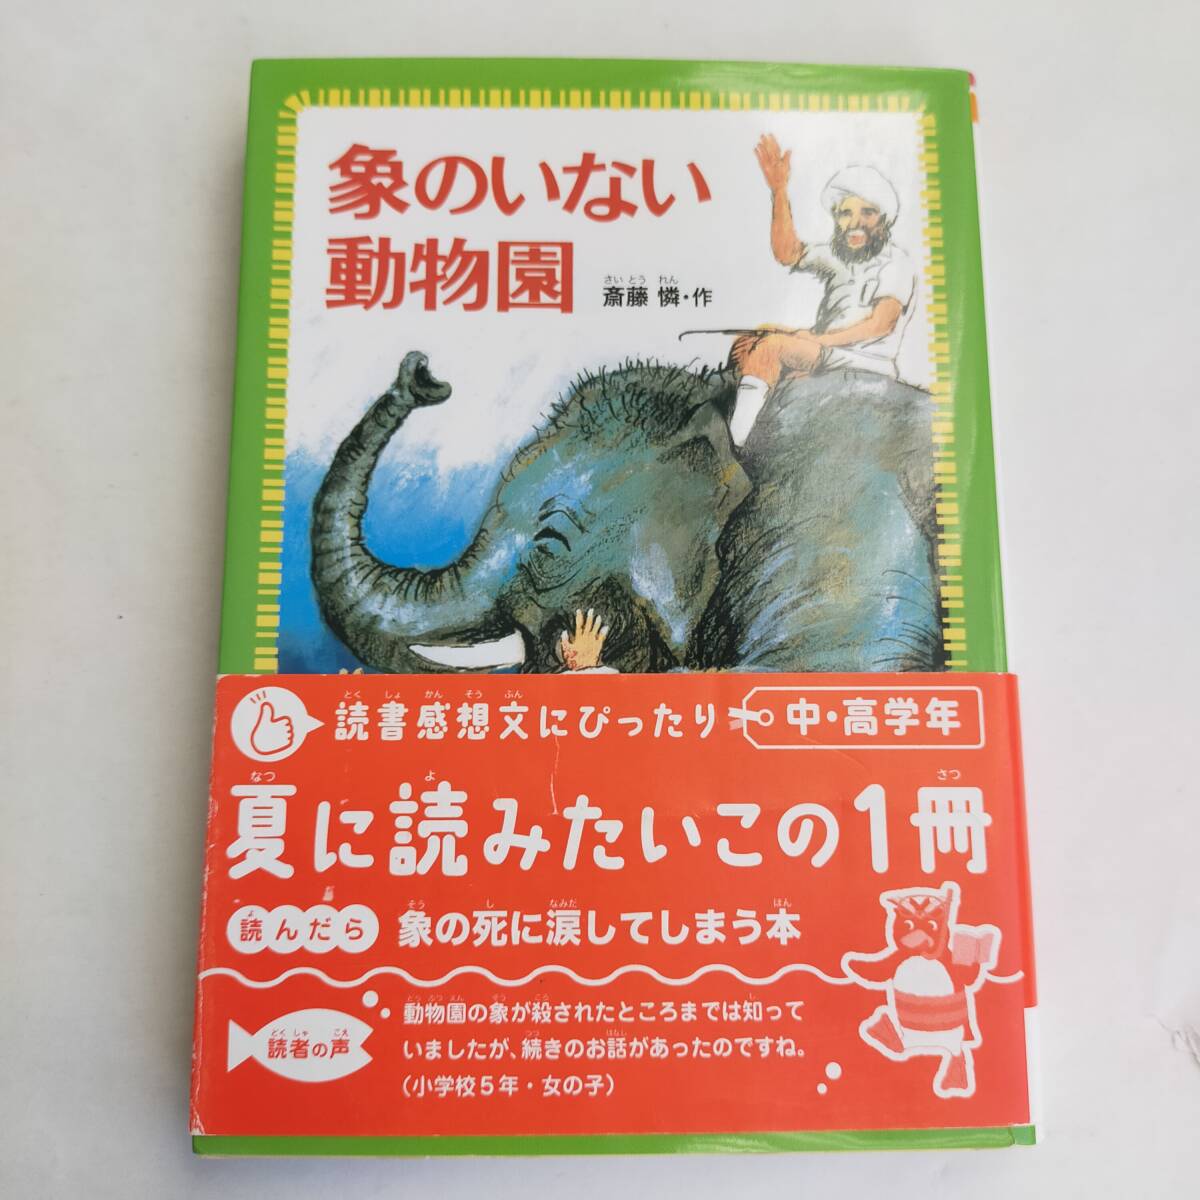 象のいない
動物園
さいとう れん
斎藤 憐・作
どくしょかんそうぶん
読書感想文にぴったり
中・高学年
なつ よ さつ
夏に読みたいこの1冊
よ
読んだら
ぞう し なみだ ほん
象の死に涙してしまう本
どくしゃ こえ
読者の声
どうぶつえん ぞう ころ し
動物園の象が殺されたところまでは知って
つづ はなし
いましたが、続きのお話があったのですね。
（小学校5年・女の子）